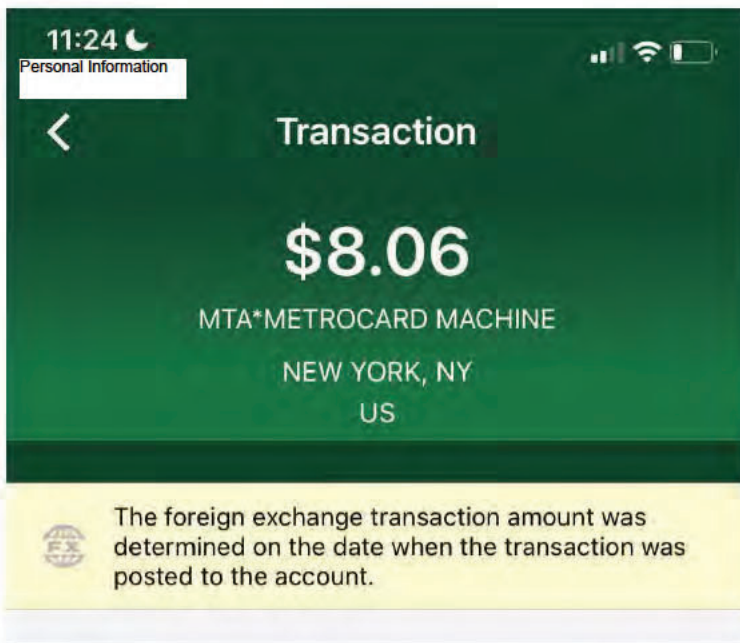 11:24
Personal Information
Transaction
$8.06
MTA*METROCARD MACHINE
NEW YORK, NY
US
FX
The foreign exchange transaction amount was
determined on the date when the transaction was
posted to the account.